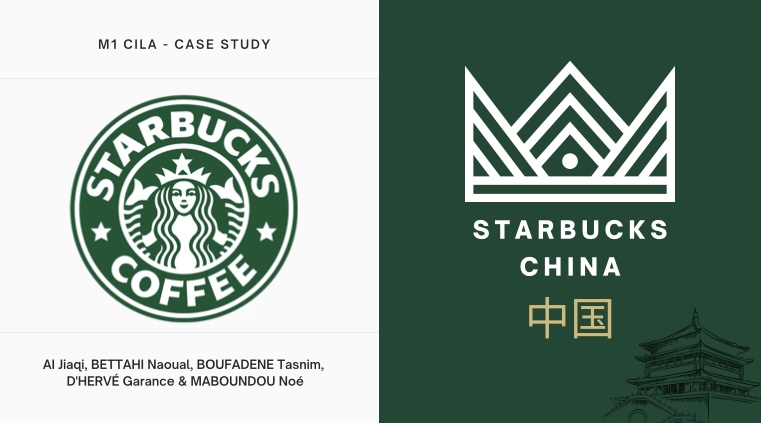 M1 CILA - CASE STUDY
STARBUCKS
COFFEE
AI Jiaqi, BETTAHI Naoual, BOUFADENE Tasnim,
D'HERVÉ Garance & MABOUNDOU Noé
STARBUCKS
CHINA
中国